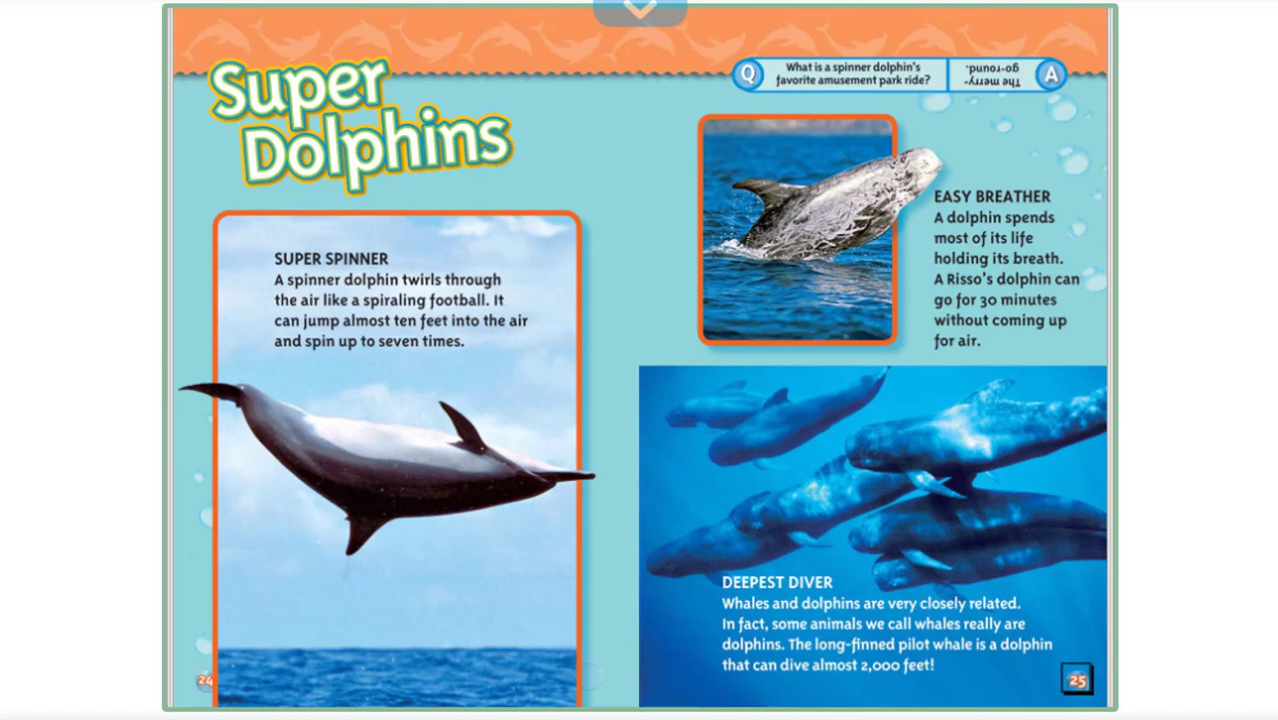 Super
Dolphins
SUPER SPINNER
A spinner dolphin twirls through
the air like a spiraling football. It
can jump almost ten feet into the air
and spin up to seven times.
24
Q
What is a spinner dolphin's
favorite amusement park ride?
The merry-
go-round.
A
EASY BREATHER
A dolphin spends
most of its life
holding its breath.
A Risso's dolphin can
go for 30 minutes
without coming up
for air.
DEEPEST DIVER
Whales and dolphins are very closely related.
In fact, some animals we call whales really are
dolphins. The long-finned pilot whale is a dolphin
that can dive almost 2,000 feet!
25